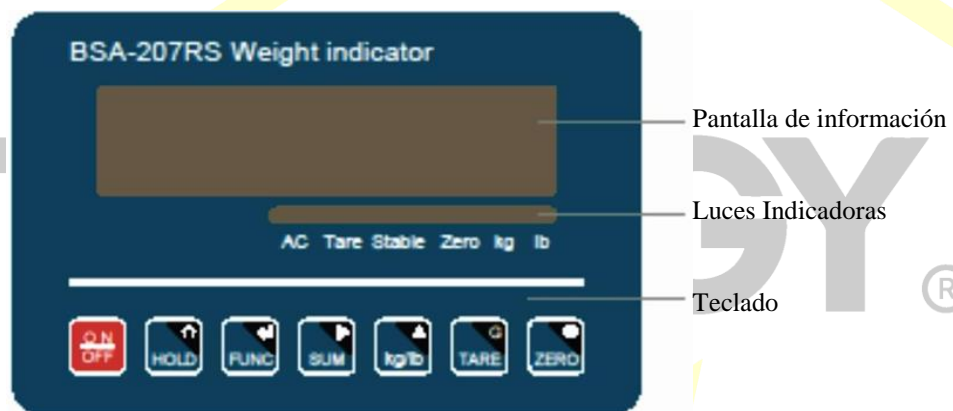 BSA-207RS Weight indicator
Pantalla de información
GY
®
Luces Indicadoras
AC Tare Stable Zero kg lb
Teclado
ON OFF HOLD FUNC SUM kg/lb TARE G ZERO